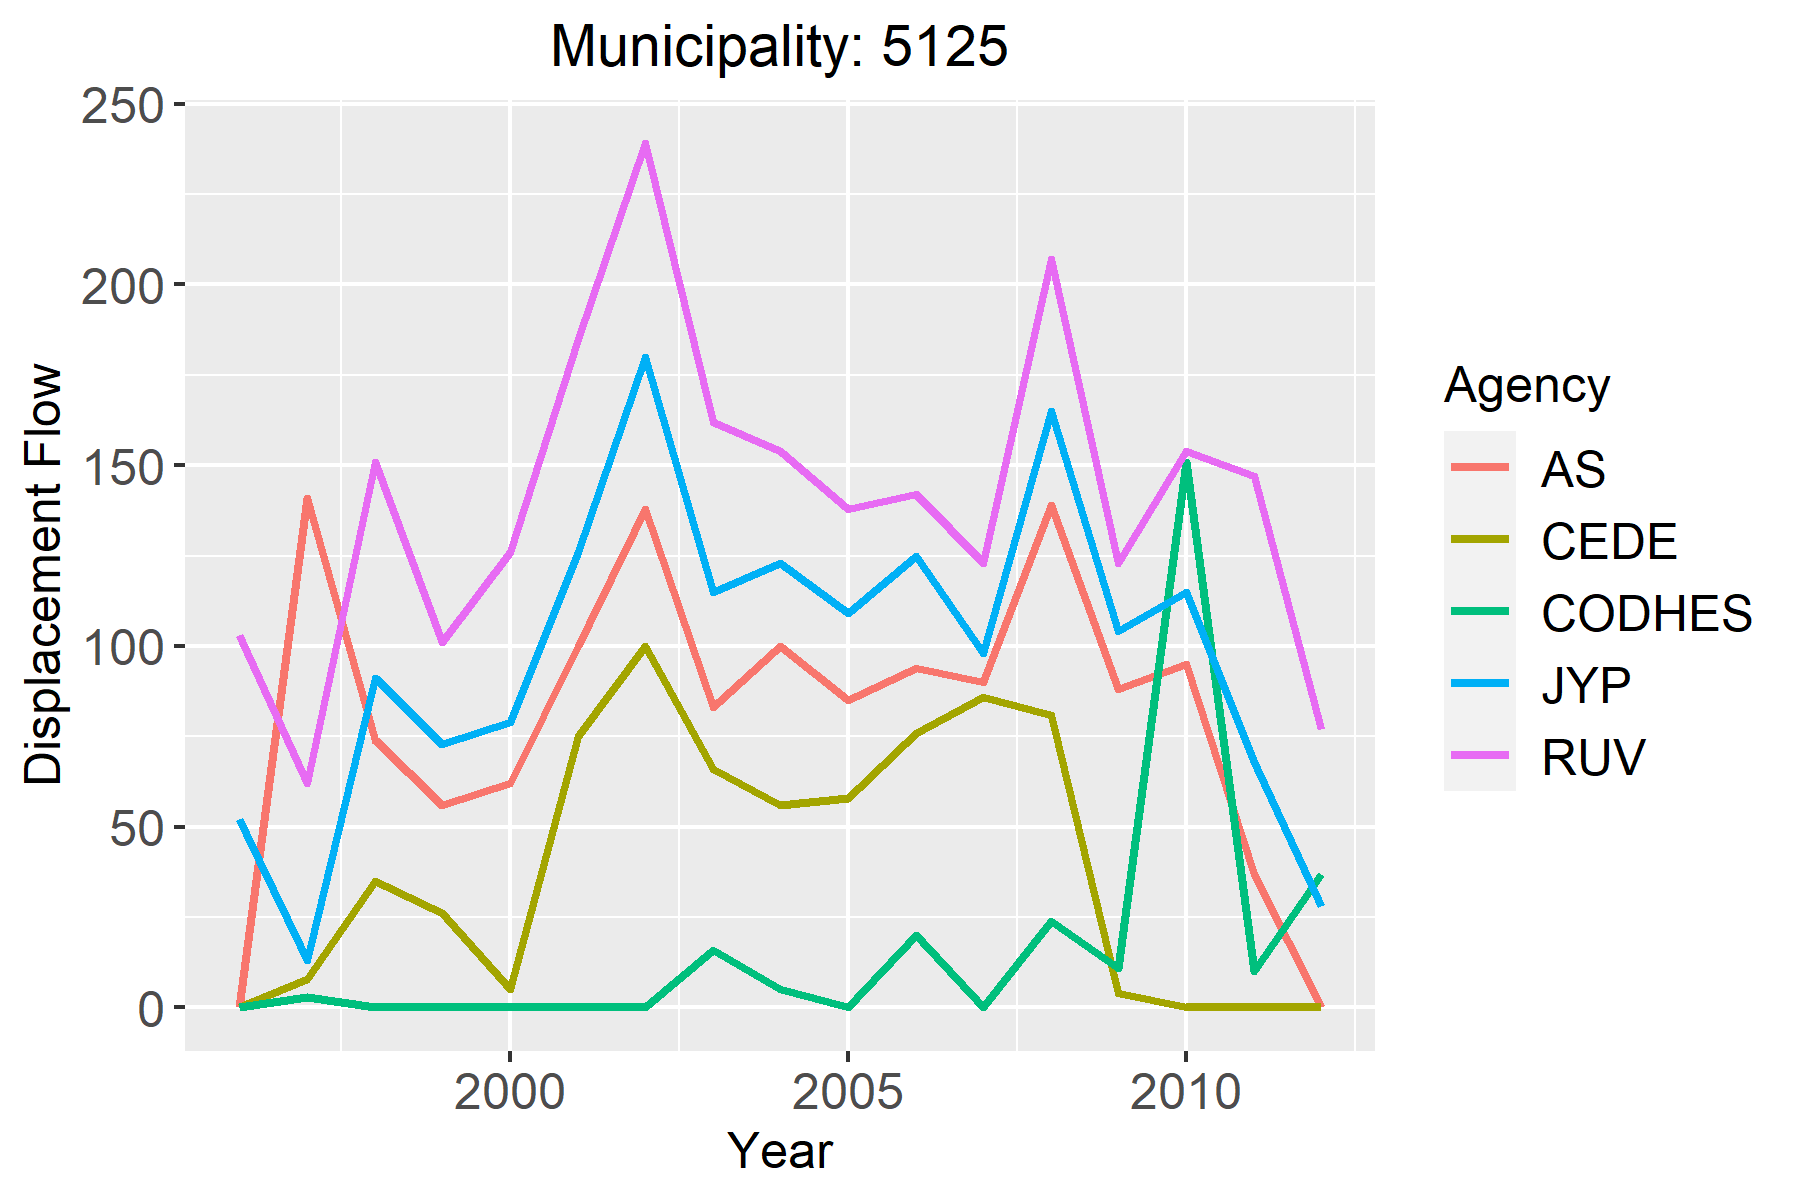 Municipality: 5125
250
200
150
100
50
0
Displacement Flow
2000 2005 2010
Year
Agency
AS
CEDE
CODHES
JYP
RUV